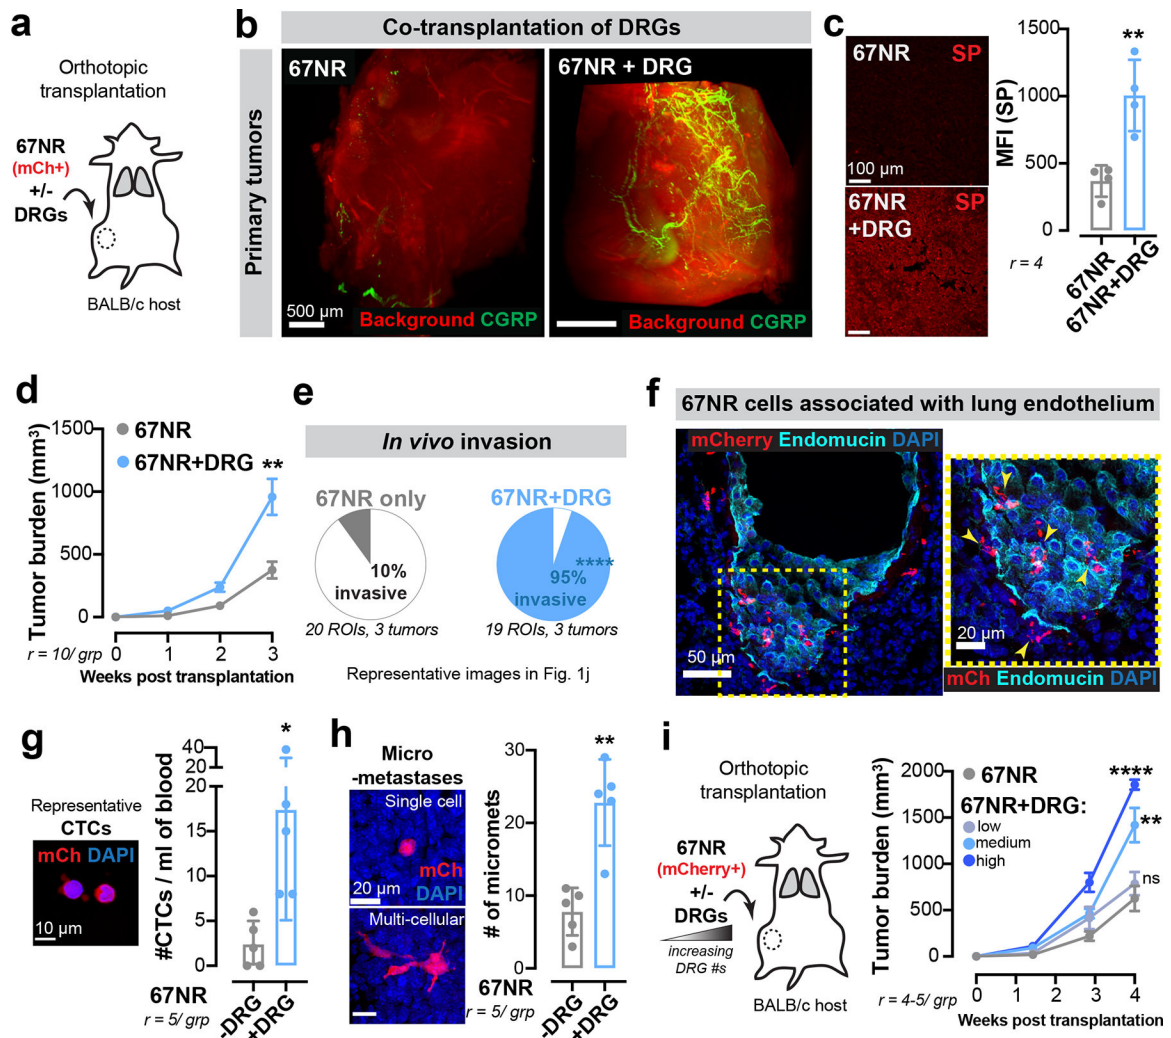 a
Orthotopic
transplantation
67NR
(mCh+)
+/-
DRGs
BALB/c host
b
Co-transplantation of DRGs
Primary tumors
67NR
500 µm
Background CGRP
67NR + DRG
Background CGRP
c
67NR
SP
100 µm
67NR
+DRG
SP
MFI (SP)
1500
1000
500
0
**
r = 4
67NR
67NR+DRG
d
Tumor burden (mm³)
1500
1000
500
0
67NR
67NR+DRG
**
r = 10/ grp
0 1 2 3
Weeks post transplantation
e
In vivo invasion
67NR only
10%
invasive
20 ROIs, 3 tumors
67NR+DRG
****
95%
invasive
19 ROIs, 3 tumors
Representative images in Fig. 1j
f
67NR cells associated with lung endothelium
mCherry Endomucin DAPI
50 µm
20 µm
mCh Endomucin DAPI
g
Representative
CTCs
mCh DAPI
10 µm
#CTCs / ml of blood
40
20
20
15
10
5
0
*
67NR
-DRG
+DRG
r = 5/ grp
h
Micro
-metastases
Single cell
mCh
DAPI
20 µm
Multi-cellular
# of micromets
30
20
10
0
**
67NR
-DRG
+DRG
r = 5/ grp
i
Orthotopic
transplantation
67NR
(mCherry+)
+/-
DRGs
increasing
DRG #s
BALB/c host
Tumor burden (mm³)
2000
1500
1000
500
0
67NR
67NR+DRG:
low
medium
high
****
**
ns
r = 4-5/ grp
0 1 2 3 4
Weeks post transplantation